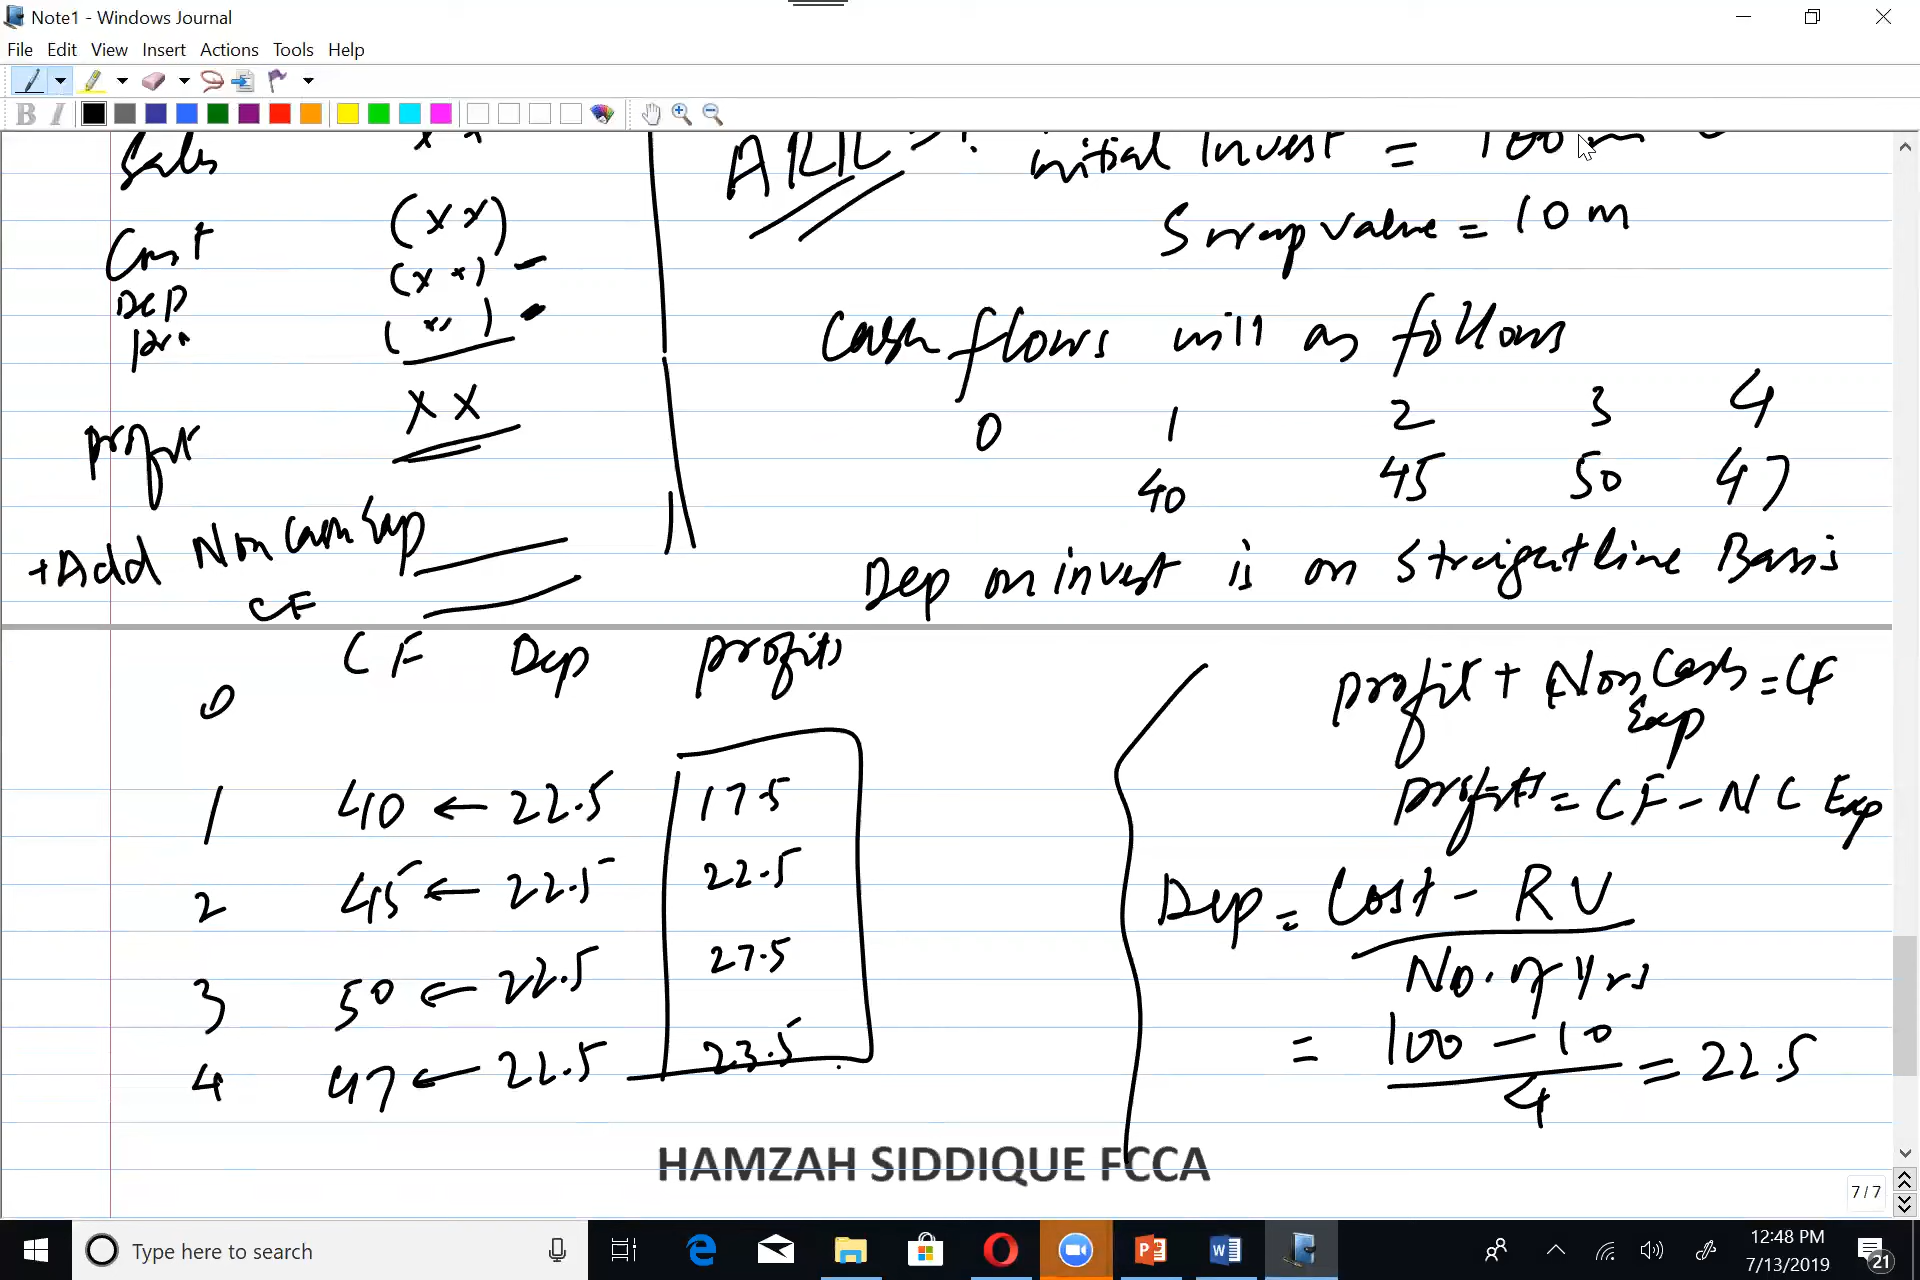 Note1 - Windows Journal
File Edit View Insert Actions Tools Help
B I
Sales x x
Cost (x x)
Dep (x x) -
(x x) -
profit x x
+Add Non Cash Exp
CF
ARR =? initial invest = 100m
Scrap value = 10 m
Cash flows will as follows
0 1 2 3 4
40 45 50 47
Dep on invest is on straight line Basis
CF Dep profits
0
1 40 ← 22.5 17.5
2 45 ← 22.5 22.5
3 50 ← 22.5 27.5
4 47 ← 22.5 23.5
profit + Non Cash Exp = CF
profits = CF - NC Exp
Dep = Cost - RV
No. of Yrs
= 100 - 10
4
= 22.5
HAMZAH SIDDIQUE FCCA
7 / 7
Type here to search
12:48 PM
7/13/2019
21